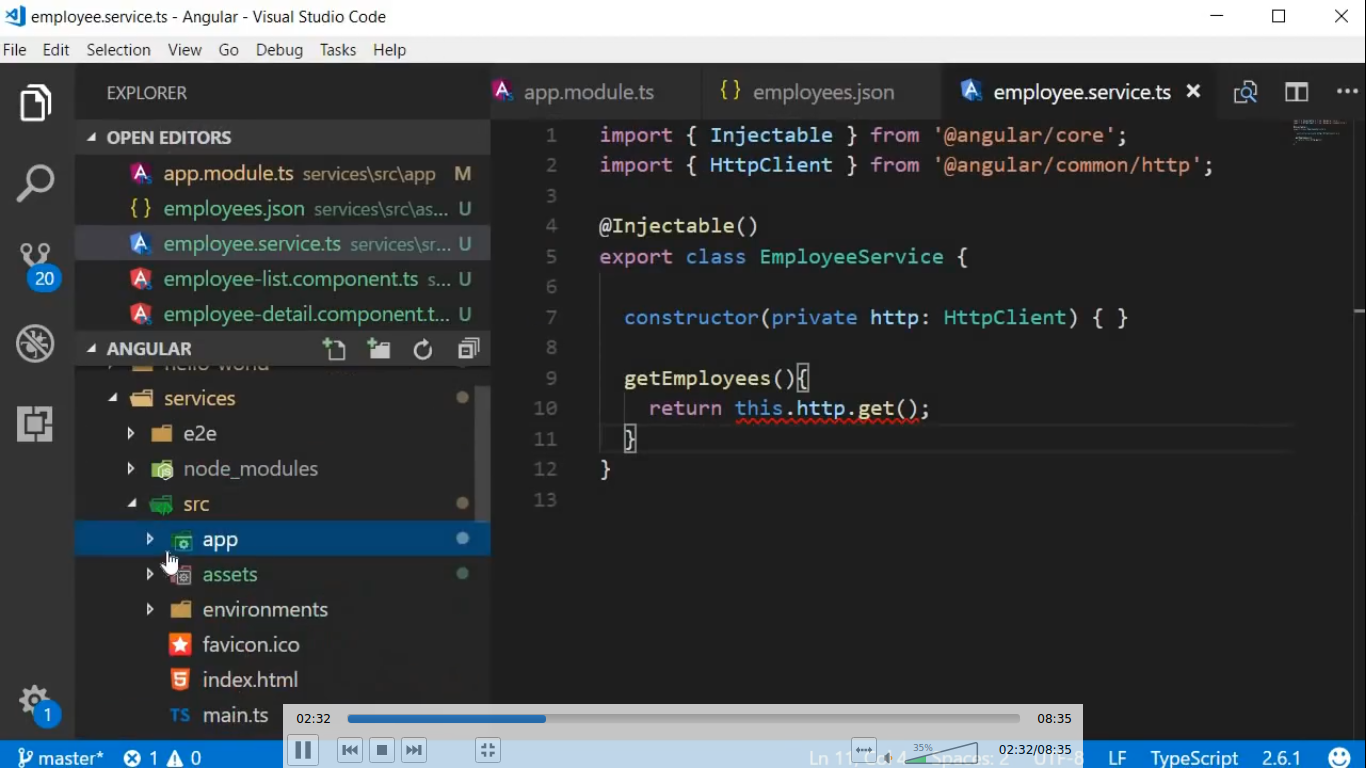 employee.service.ts - Angular - Visual Studio Code
File Edit Selection View Go Debug Tasks Help
EXPLORER
app.module.ts
{ } employees.json
employee.service.ts ×
OPEN EDITORS
app.module.ts services\src\app M
{ } employees.json services\src\as... U
employee.service.ts services\sr... U
employee-list.component.ts s... U
employee-detail.component.t... U
20
ANGULAR
hello-world
services
e2e
node_modules
src
app
assets
environments
favicon.ico
index.html
TS main.ts
1
1 import { Injectable } from '@angular/core';
2 import { HttpClient } from '@angular/common/http';
3
4 @Injectable()
5 export class EmployeeService {
6
7 constructor(private http: HttpClient) { }
8
9 getEmployees(){
10 return this.http.get();
11 }
12 }
13
02:32 08:35
35% 02:32/08:35
master* 1 0 Ln 11, Col 4 Spaces: 2 UTF-8 LF TypeScript 2.6.1